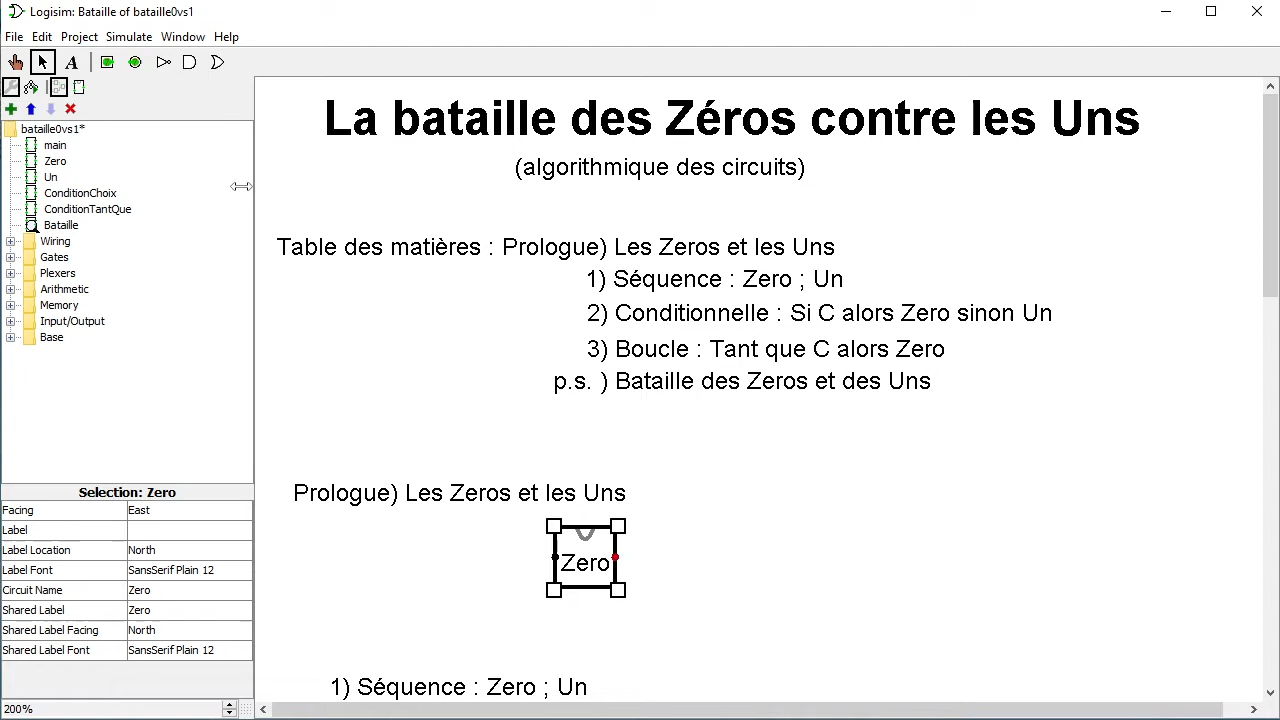 Logisim: Bataille of bataille0vs1
File Edit Project Simulate Window Help
A
bataille0vs1*
main
Zero
Un
ConditionChoix
ConditionTantQue
Bataille
Wiring
Gates
Plexers
Arithmetic
Memory
Input/Output
Base
Selection: Zero
Facing East
Label
Label Location North
Label Font SansSerif Plain 12
Circuit Name Zero
Shared Label Zero
Shared Label Facing North
Shared Label Font SansSerif Plain 12
200%
La bataille des Zéros contre les Uns
(algorithmique des circuits)
Table des matières : Prologue) Les Zeros et les Uns
1) Séquence : Zero ; Un
2) Conditionnelle : Si C alors Zero sinon Un
3) Boucle : Tant que C alors Zero
p.s. ) Bataille des Zeros et des Uns
Prologue) Les Zeros et les Uns
Zero
1) Séquence : Zero ; Un